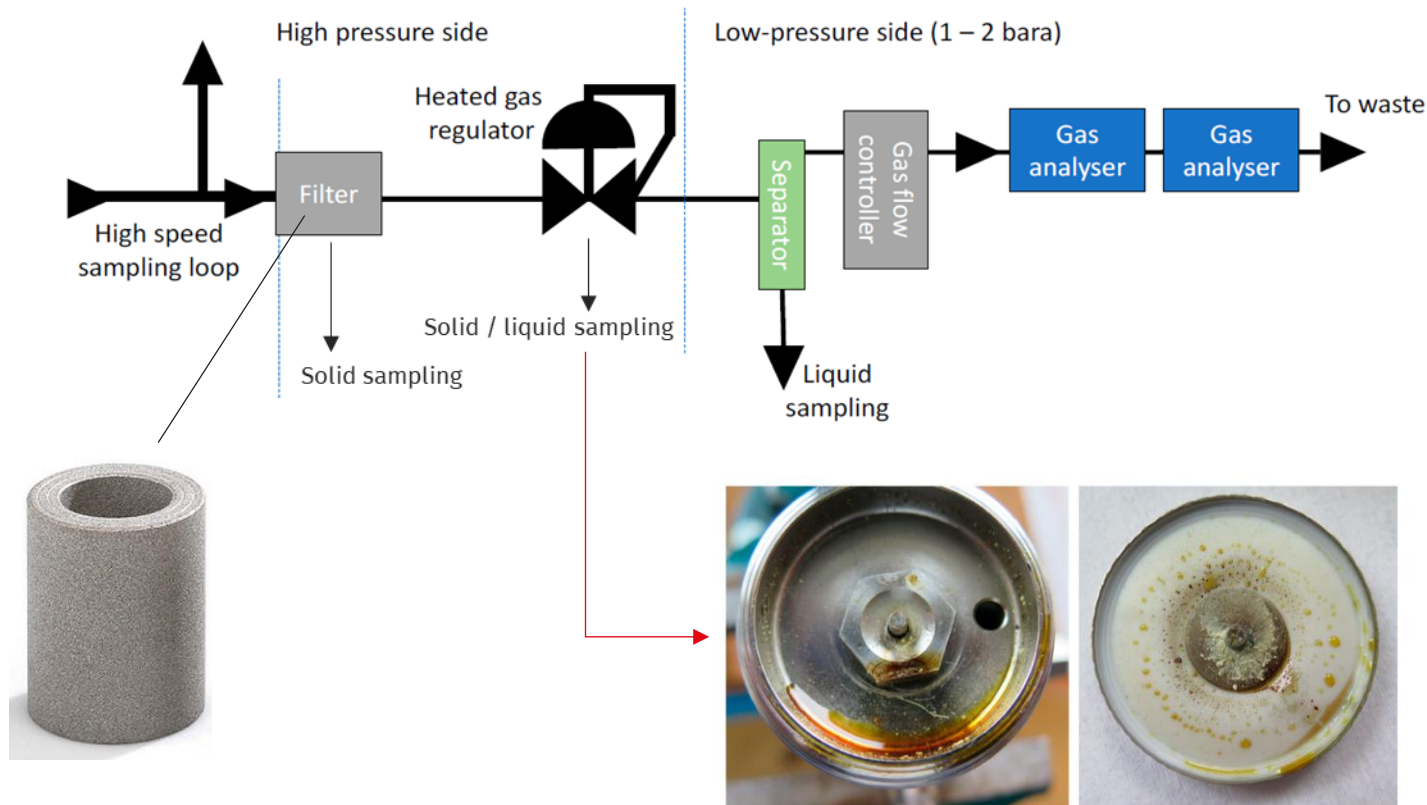 High pressure side
Low-pressure side (1 – 2 bara)
Heated gas
regulator
To waste
Filter
Separator
Gas flow
controller
Gas
analyser
Gas
analyser
High speed
sampling loop
Solid / liquid sampling
Solid sampling
Liquid
sampling